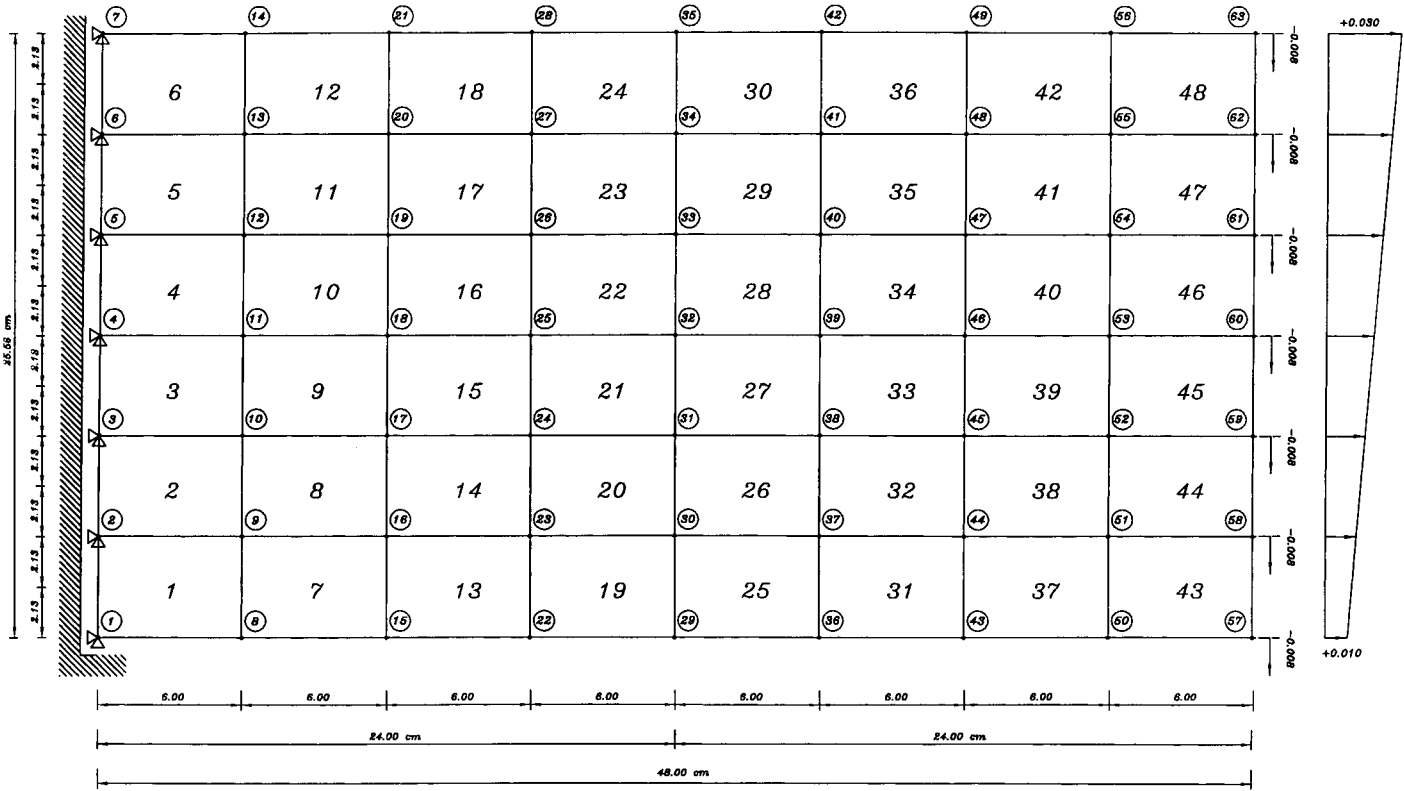 7 14 21 28 35 42 49 56 63
+0.030
-0.008
6 12 18 24 30 36 42 48
2.13
2.13
6 13 20 27 34 41 48 55 62
-0.008
5 11 17 23 29 35 41 47
2.13
2.13
5 12 19 26 33 40 47 54 61
-0.008
4 10 16 22 28 34 40 46
2.13
2.13
4 11 18 25 32 39 46 53 60
-0.008
25.56 cm
3 9 15 21 27 33 39 45
2.13
2.13
3 10 17 24 31 38 45 52 59
-0.008
2 8 14 20 26 32 38 44
2.13
2.13
2 9 16 23 30 37 44 51 58
-0.008
1 7 13 19 25 31 37 43
2.13
2.13
1 8 15 22 29 36 43 50 57
-0.008
+0.010
6.00 6.00 6.00 6.00 6.00 6.00 6.00 6.00
24.00 cm 24.00 cm
48.00 cm